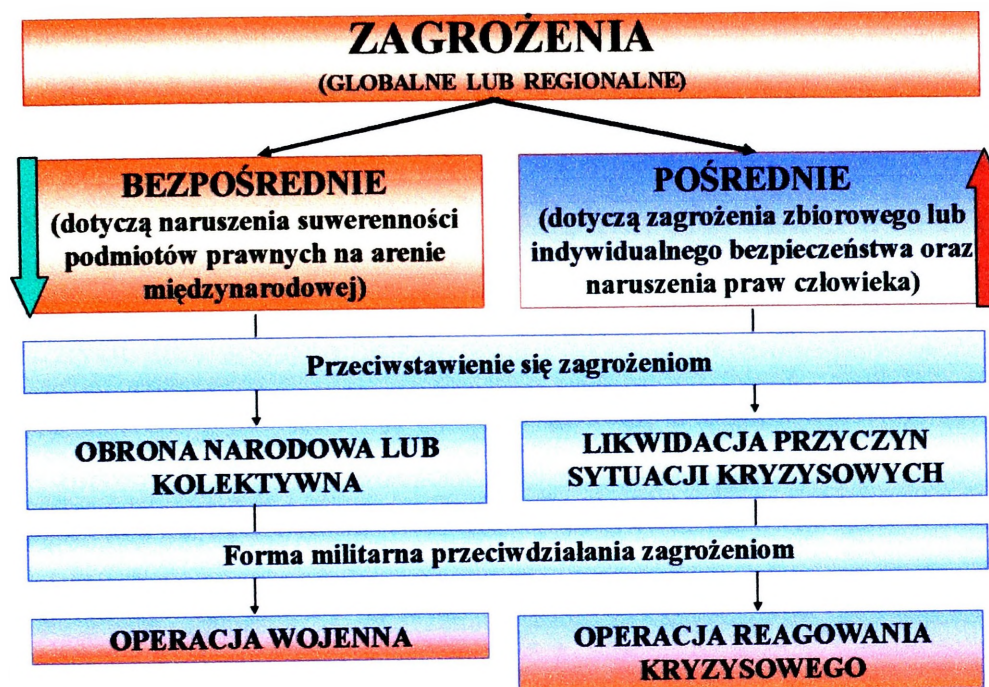 ZAGROŻENIA
(GLOBALNE LUB REGIONALNE)
BEZPOŚREDNIE
(dotyczą naruszenia suwerenności
podmiotów prawnych na arenie
międzynarodowej)
POŚREDNIE
(dotyczą zagrożenia zbiorowego lub
indywidualnego bezpieczeństwa oraz
naruszenia praw człowieka)
Przeciwstawienie się zagrożeniom
OBRONA NARODOWA LUB
KOLEKTYWNA
LIKWIDACJA PRZYCZYN
SYTUACJI KRYZYSOWYCH
Forma militarna przeciwdziałania zagrożeniom
OPERACJA WOJENNA
OPERACJA REAGOWANIA
KRYZYSOWEGO